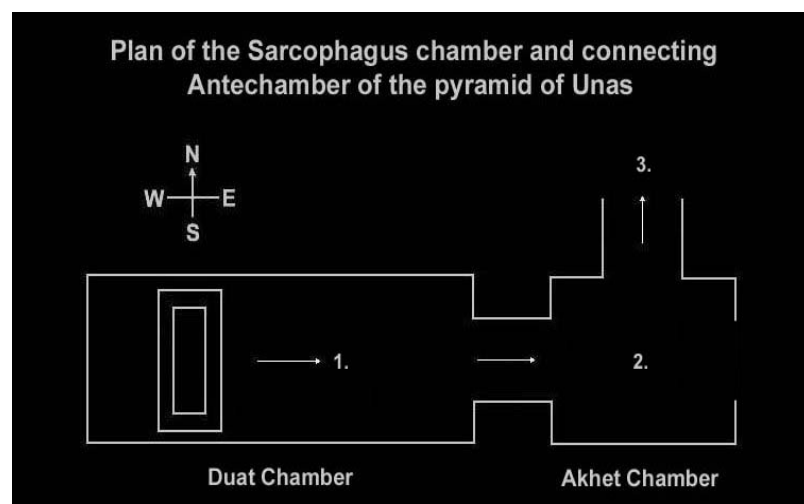 Plan of the Sarcophagus chamber and connecting
Antechamber of the pyramid of Unas
N
W E
S
3.
1.
2.
Duat Chamber
Akhet Chamber